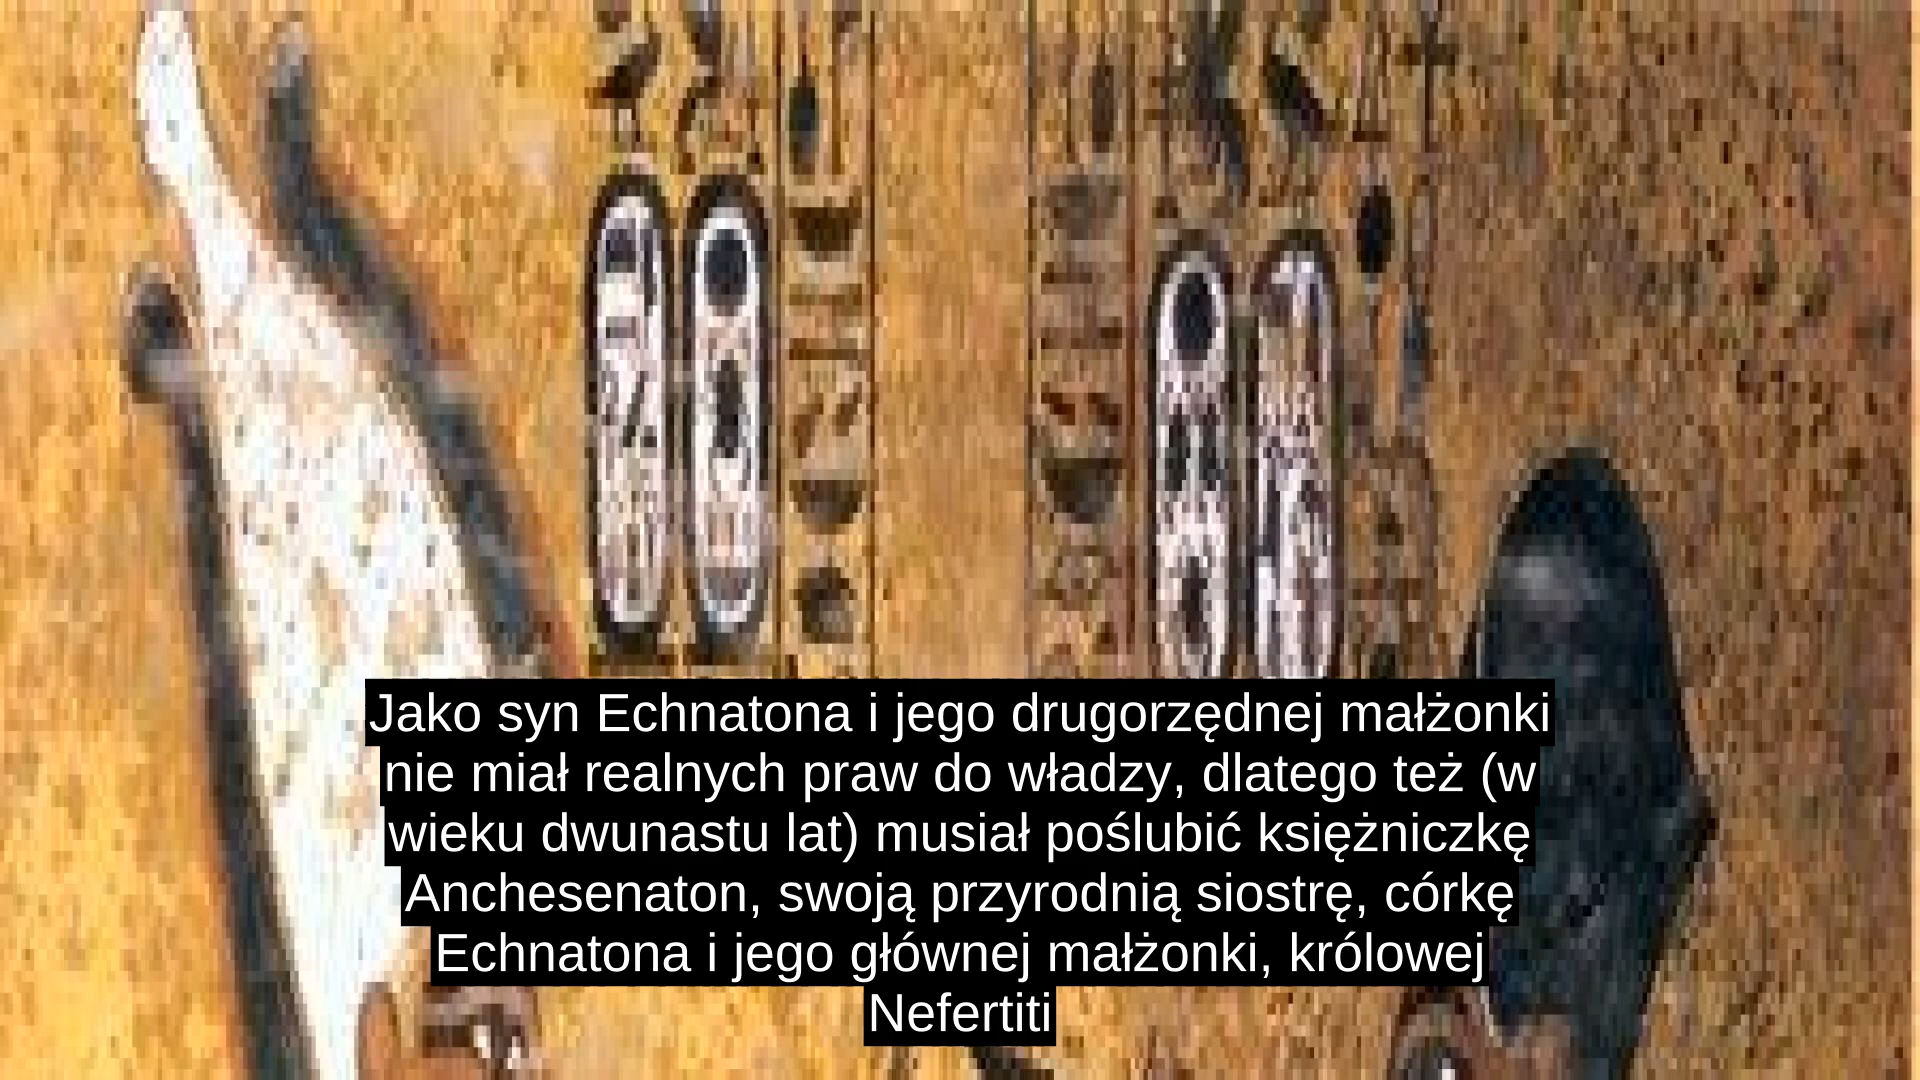 Jako syn Echnatona i jego drugorzędnej małżonki
nie miał realnych praw do władzy, dlatego też (w
wieku dwunastu lat) musiał poślubić księżniczkę
Anchesenaton, swoją przyrodnią siostrę, córkę
Echnatona i jego głównej małżonki, królowej
Nefertiti